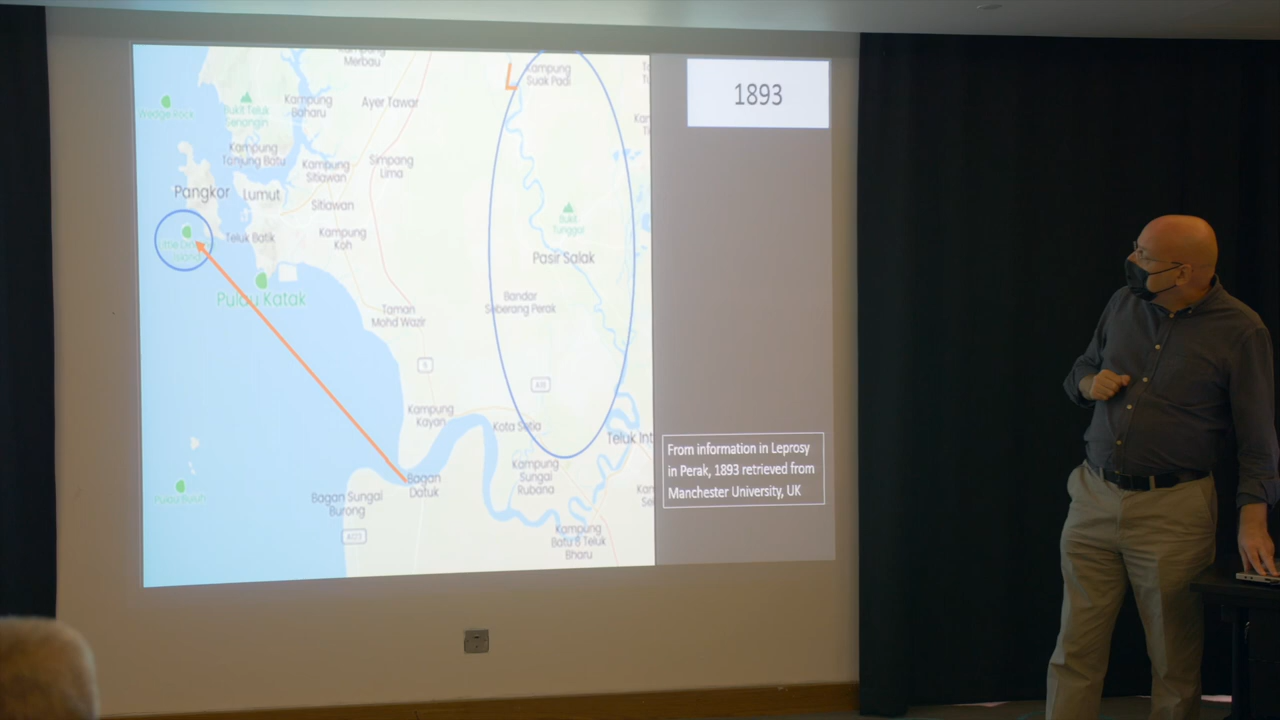 1893
Kampung
Merbau
Kampung
Suak Padi
Wedge Rock
Bukit Teluk
Senangin
Kampung
Baharu
Ayer Tawar
Kampung
Tanjung Batu
Kampung
Sitiawan
Simpang
Lima
Pangkor
Lumut
Sitiawan
Teluk Batik
Kampung
Koh
Island
Pulau Katak
Bukit
Tunggal
Pasir Salak
Bandor
Seberang Perak
Taman
Mohd Wazir
Kampung
Kayan
Kota Setia
Teluk Int
Kampung
Sungai
Rubana
Bagan
Datuk
Bagan Sungai
Burong
Pulau Buluh
Kampung
Batu 8 Teluk
Bharu
From information in Leprosy
in Perak, 1893 retrieved from
Manchester University, UK